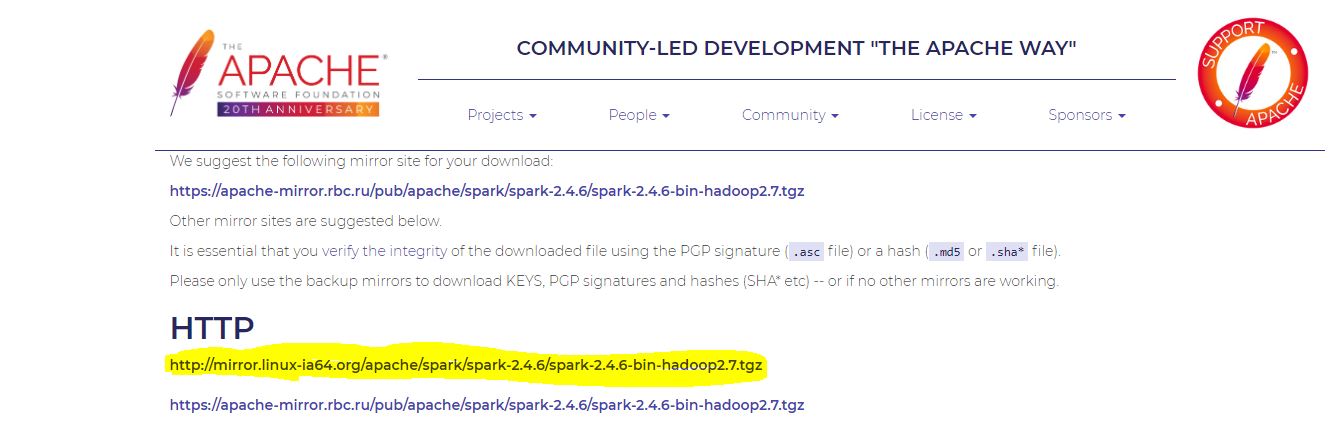 THE
APACHE®
SOFTWARE FOUNDATION
20TH ANNIVERSARY
COMMUNITY-LED DEVELOPMENT "THE APACHE WAY"
SUPPORT
APACHE
Projects People Community License Sponsors
We suggest the following mirror site for your download:
https://apache-mirror.rbc.ru/pub/apache/spark/spark-2.4.6/spark-2.4.6-bin-hadoop2.7.tgz
Other mirror sites are suggested below.
It is essential that you verify the integrity of the downloaded file using the PGP signature ( .asc file) or a hash ( .md5 or .sha* file).
Please only use the backup mirrors to download KEYS, PGP signatures and hashes (SHA* etc) -- or if no other mirrors are working.
HTTP
http://mirror.linux-ia64.org/apache/spark/spark-2.4.6/spark-2.4.6-bin-hadoop2.7.tgz
https://apache-mirror.rbc.ru/pub/apache/spark/spark-2.4.6/spark-2.4.6-bin-hadoop2.7.tgz